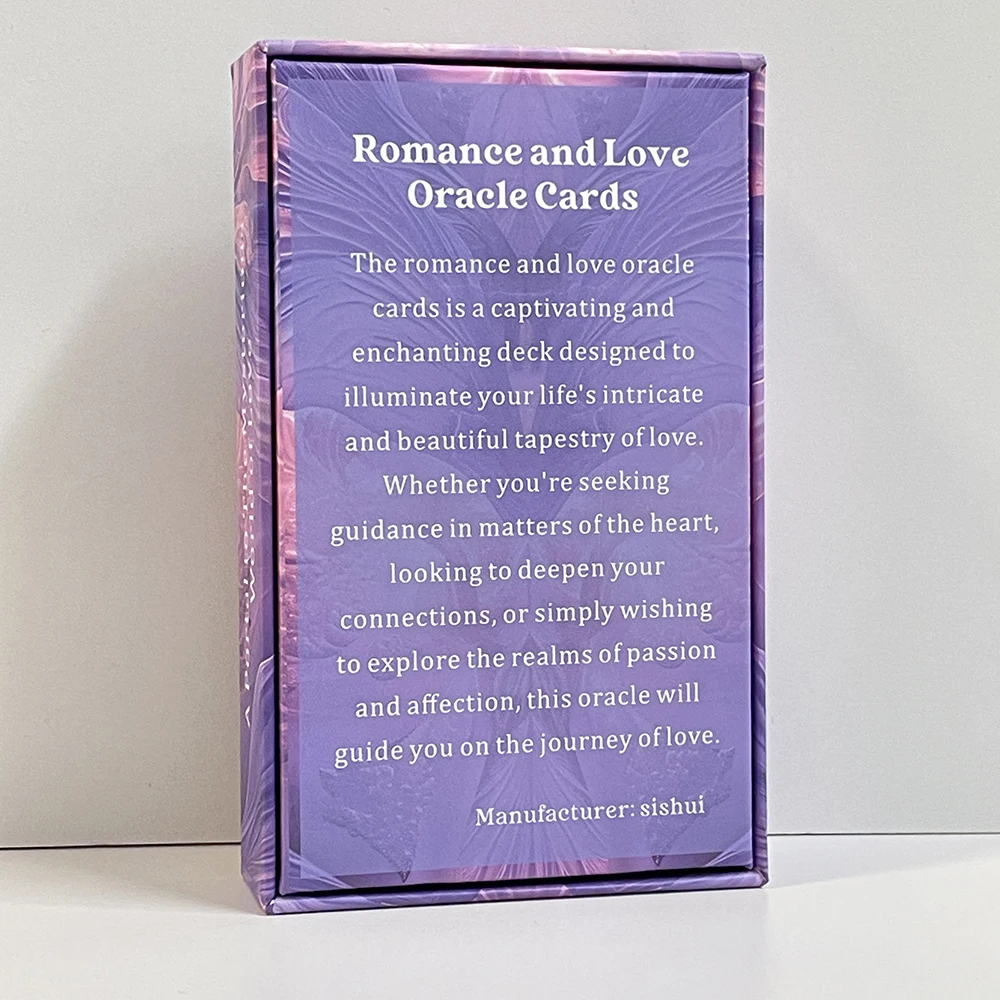 Romance and Love
Oracle Cards
The romance and love oracle
cards is a captivating and
enchanting deck designed to
illuminate your life's intricate
and beautiful tapestry of love.
Whether you're seeking
guidance in matters of the heart,
looking to deepen your
connections, or simply wishing
to explore the realms of passion
and affection, this oracle will
guide you on the journey of love.
Manufacturer: sishui